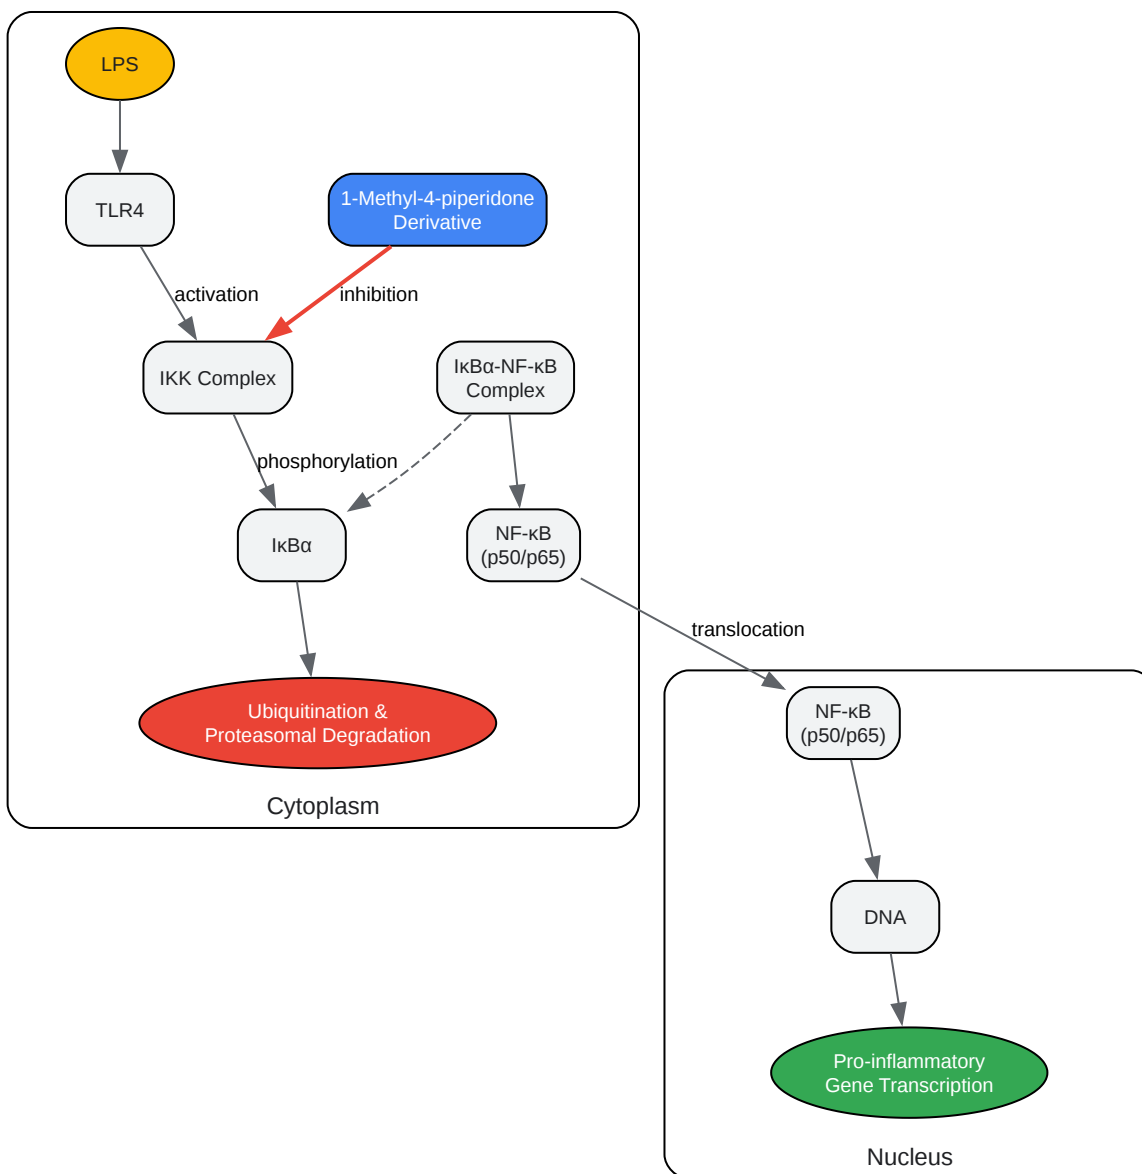 LPS
TLR4
1-Methyl-4-piperidone
Derivative
activation
inhibition
IKK Complex
IκBα-NF-κB
Complex
phosphorylation
IκBα
NF-κB
(p50/p65)
translocation
Ubiquitination &
Proteasomal Degradation
Cytoplasm
NF-κB
(p50/p65)
DNA
Pro-inflammatory
Gene Transcription
Nucleus